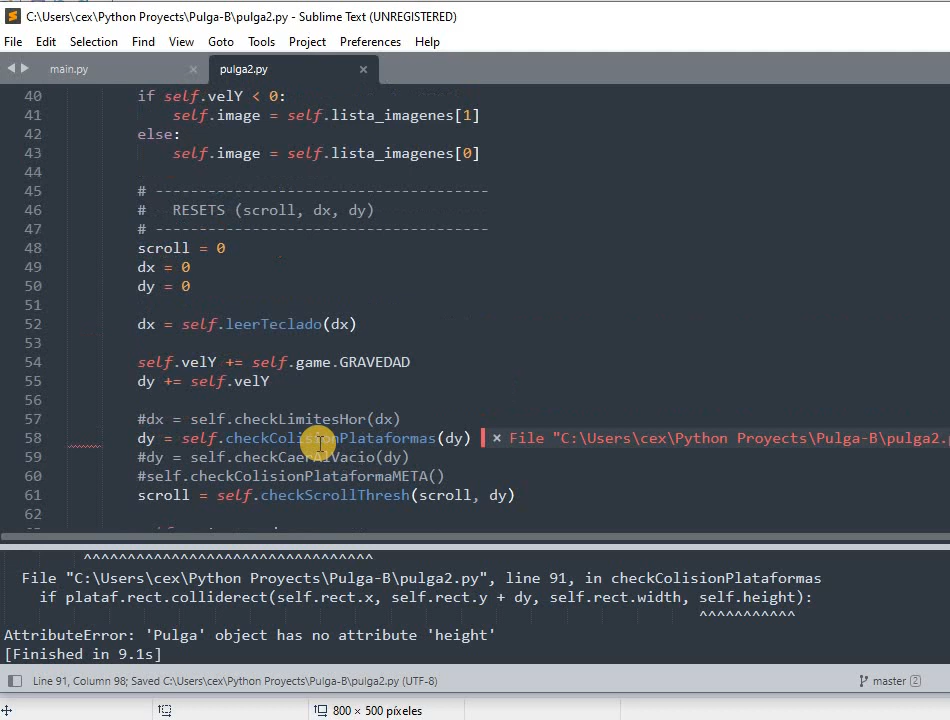 C:\Users\cex\Python Proyects\Pulga-B\pulga2.py - Sublime Text (UNREGISTERED)
File Edit Selection Find View Goto Tools Project Preferences Help
main.py × pulga2.py ×
40 if self.velY < 0:
41 self.image = self.lista_imagenes[1]
42 else:
43 self.image = self.lista_imagenes[0]
44
45 # --------------------------------------
46 # RESETS (scroll, dx, dy)
47 # --------------------------------------
48 scroll = 0
49 dx = 0
50 dy = 0
51
52 dx = self.leerTeclado(dx)
53
54 self.velY += self.game.GRAVEDAD
55 dy += self.velY
56
57 #dx = self.checkLimitesHor(dx)
58 dy = self.checkColisionPlataformas(dy) × File "C:\Users\cex\Python Proyects\Pulga-B\pulga2.
59 #dy = self.checkCaerAlVacio(dy)
60 #self.checkColisionPlataformaMETA()
61 scroll = self.checkScrollThresh(scroll, dy)
62
^^^^^^^^^^^^^^^^^^^^^^^^^^^^^^^^^
File "C:\Users\cex\Python Proyects\Pulga-B\pulga2.py", line 91, in checkColisionPlataformas
if plataf.rect.colliderect(self.rect.x, self.rect.y + dy, self.rect.width, self.height):
^^^^^^^^^^^
AttributeError: 'Pulga' object has no attribute 'height'
[Finished in 9.1s]
Line 91, Column 98; Saved C:\Users\cex\Python Proyects\Pulga-B\pulga2.py (UTF-8) master 2
800 × 500 píxeles